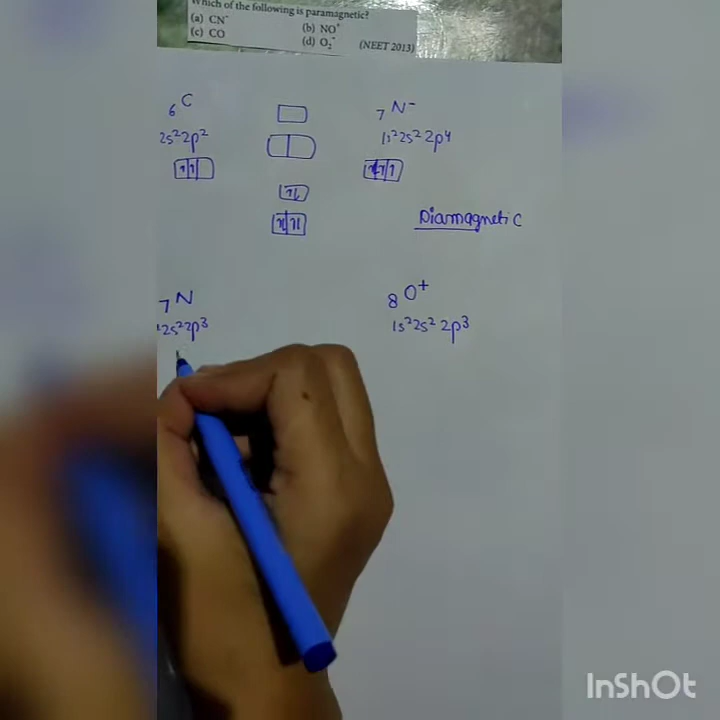 Which of the following is paramagnetic?
(a) CN⁻ (b) NO⁺
(c) CO (d) O₂⁻ (NEET 2013)
₆C ₇N⁻
2s²2p² 1s²2s²2p⁴
Diamagnetic
₇N ₈O⁺
2s²2p³ 1s²2s²2p³
InShOt